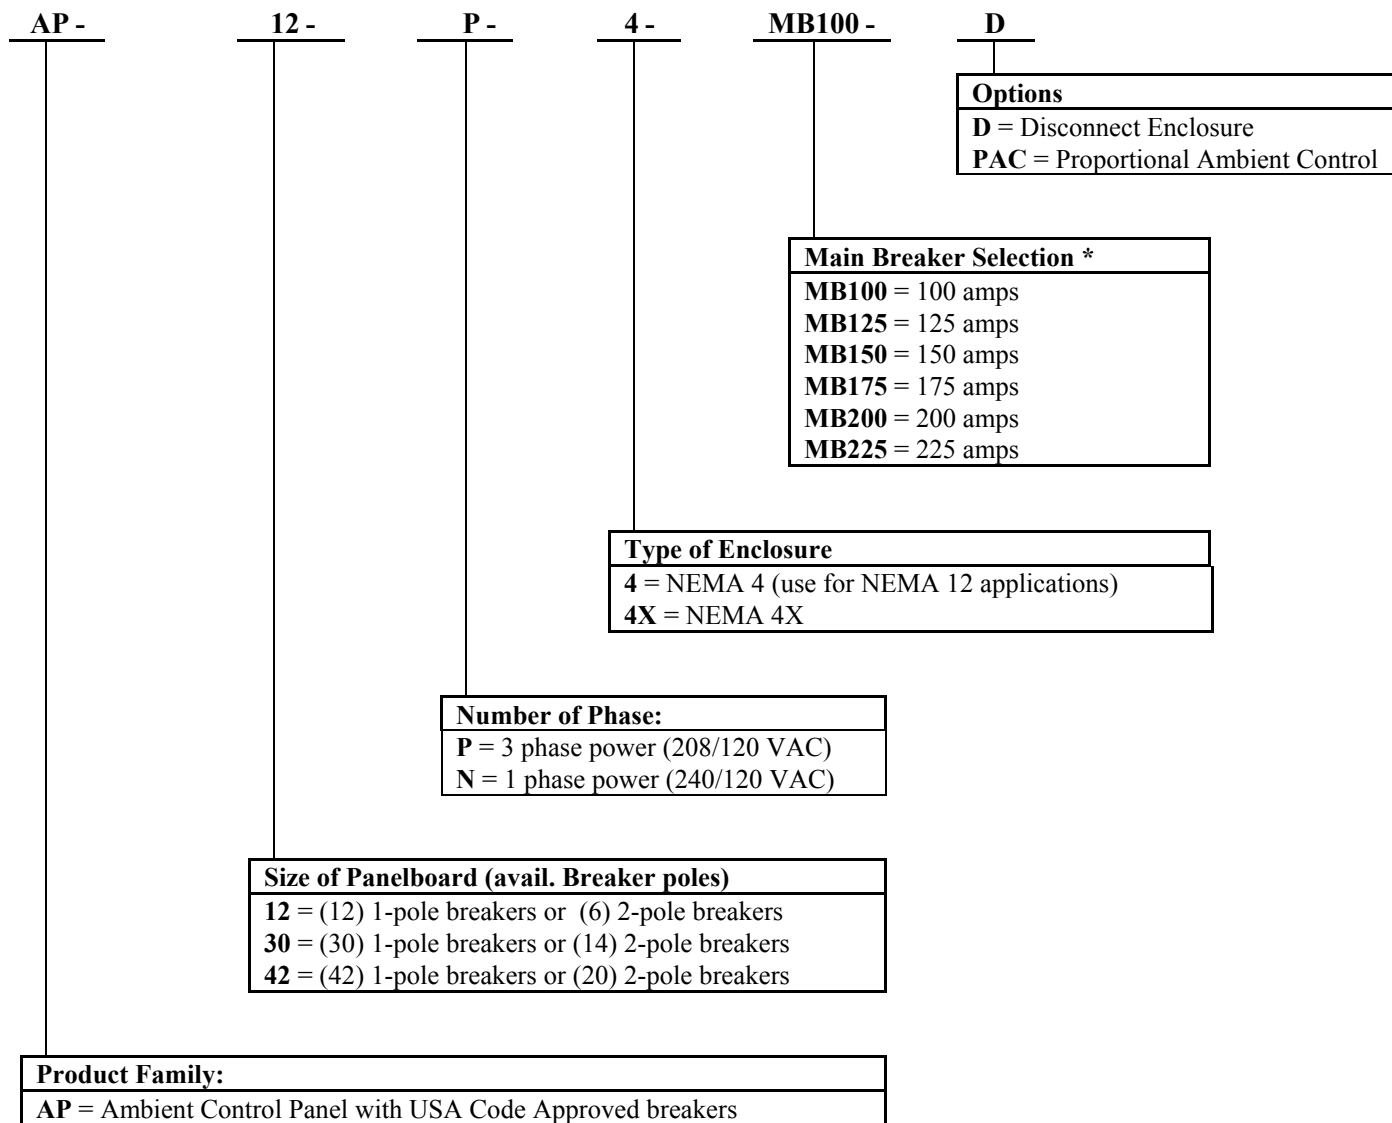 AP - 12 - P - 4 - MB100 - D
Options
D = Disconnect Enclosure
PAC = Proportional Ambient Control
Main Breaker Selection *
MB100 = 100 amps
MB125 = 125 amps
MB150 = 150 amps
MB175 = 175 amps
MB200 = 200 amps
MB225 = 225 amps
Type of Enclosure
4 = NEMA 4 (use for NEMA 12 applications)
4X = NEMA 4X
Number of Phase:
P = 3 phase power (208/120 VAC)
N = 1 phase power (240/120 VAC)
Size of Panelboard (avail. Breaker poles)
12 = (12) 1-pole breakers or (6) 2-pole breakers
30 = (30) 1-pole breakers or (14) 2-pole breakers
42 = (42) 1-pole breakers or (20) 2-pole breakers
Product Family:
AP = Ambient Control Panel with USA Code Approved breakers